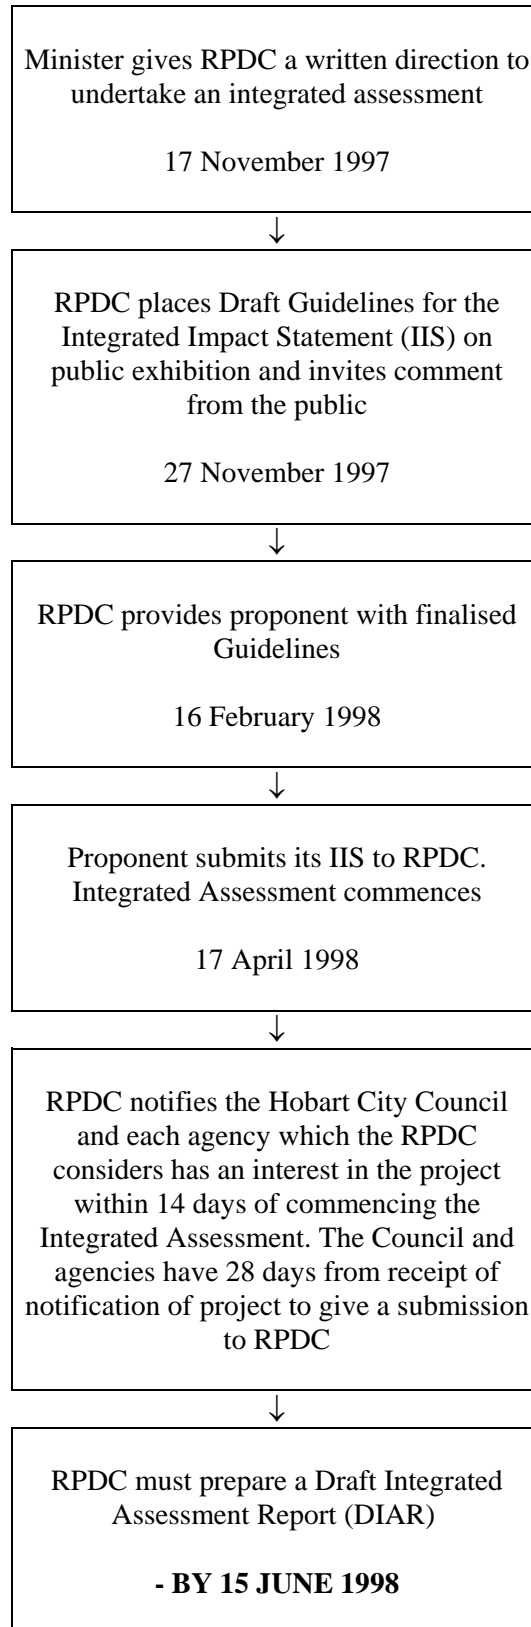 Minister gives RPDC a written direction to
undertake an integrated assessment
17 November 1997
↓
RPDC places Draft Guidelines for the
Integrated Impact Statement (IIS) on
public exhibition and invites comment
from the public
27 November 1997
↓
RPDC provides proponent with finalised
Guidelines
16 February 1998
↓
Proponent submits its IIS to RPDC.
Integrated Assessment commences
17 April 1998
↓
RPDC notifies the Hobart City Council
and each agency which the RPDC
considers has an interest in the project
within 14 days of commencing the
Integrated Assessment. The Council and
agencies have 28 days from receipt of
notification of project to give a submission
to RPDC
↓
RPDC must prepare a Draft Integrated
Assessment Report (DIAR)
- BY 15 JUNE 1998